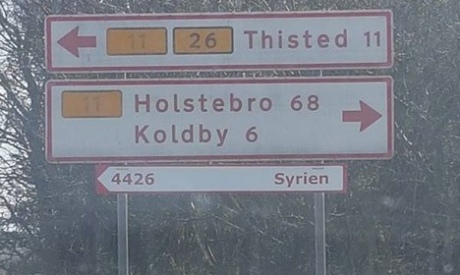 11 26 Thisted 11
11 Holstebro 68
Koldby 6
4426 Syrien